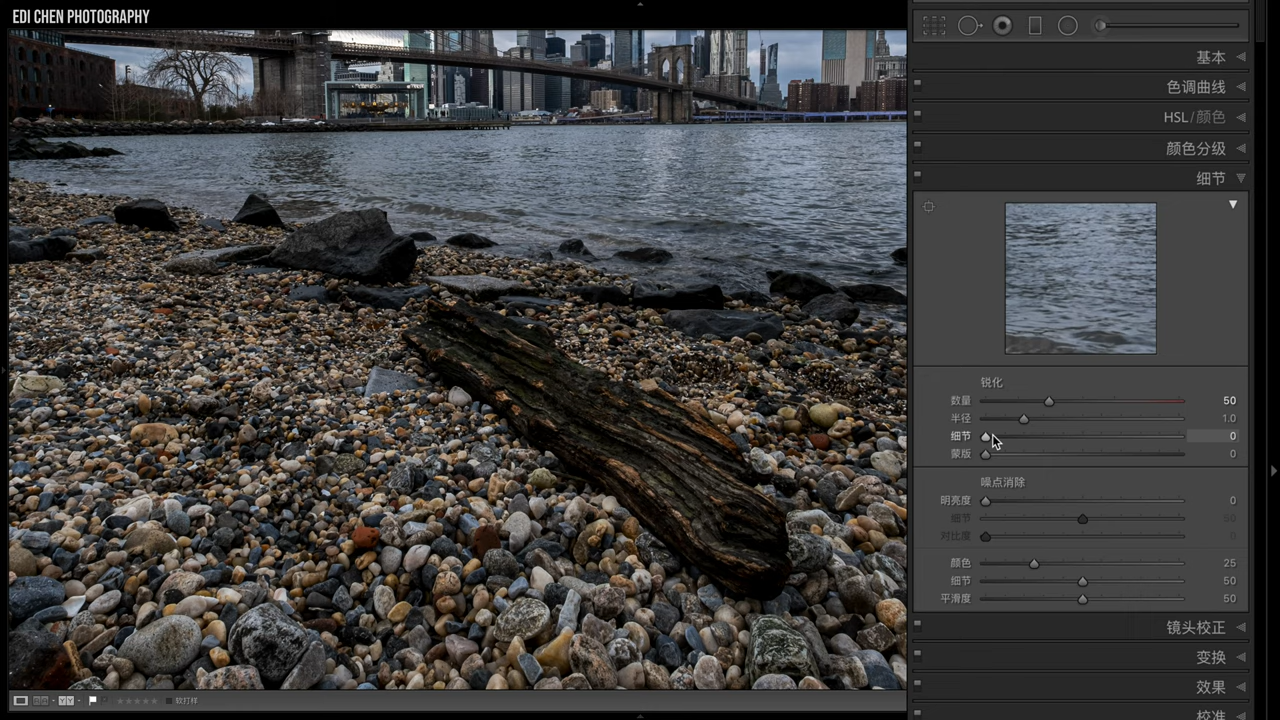 EDI CHEN PHOTOGRAPHY
基本
色调曲线
HSL / 颜色
颜色分级
细节
锐化
数量 50
半径 1.0
细节 0
蒙版 0
噪点消除
明亮度 0
细节 50
对比度 0
颜色 25
细节 50
平滑度 50
镜头校正
变换
效果
校准
软打样